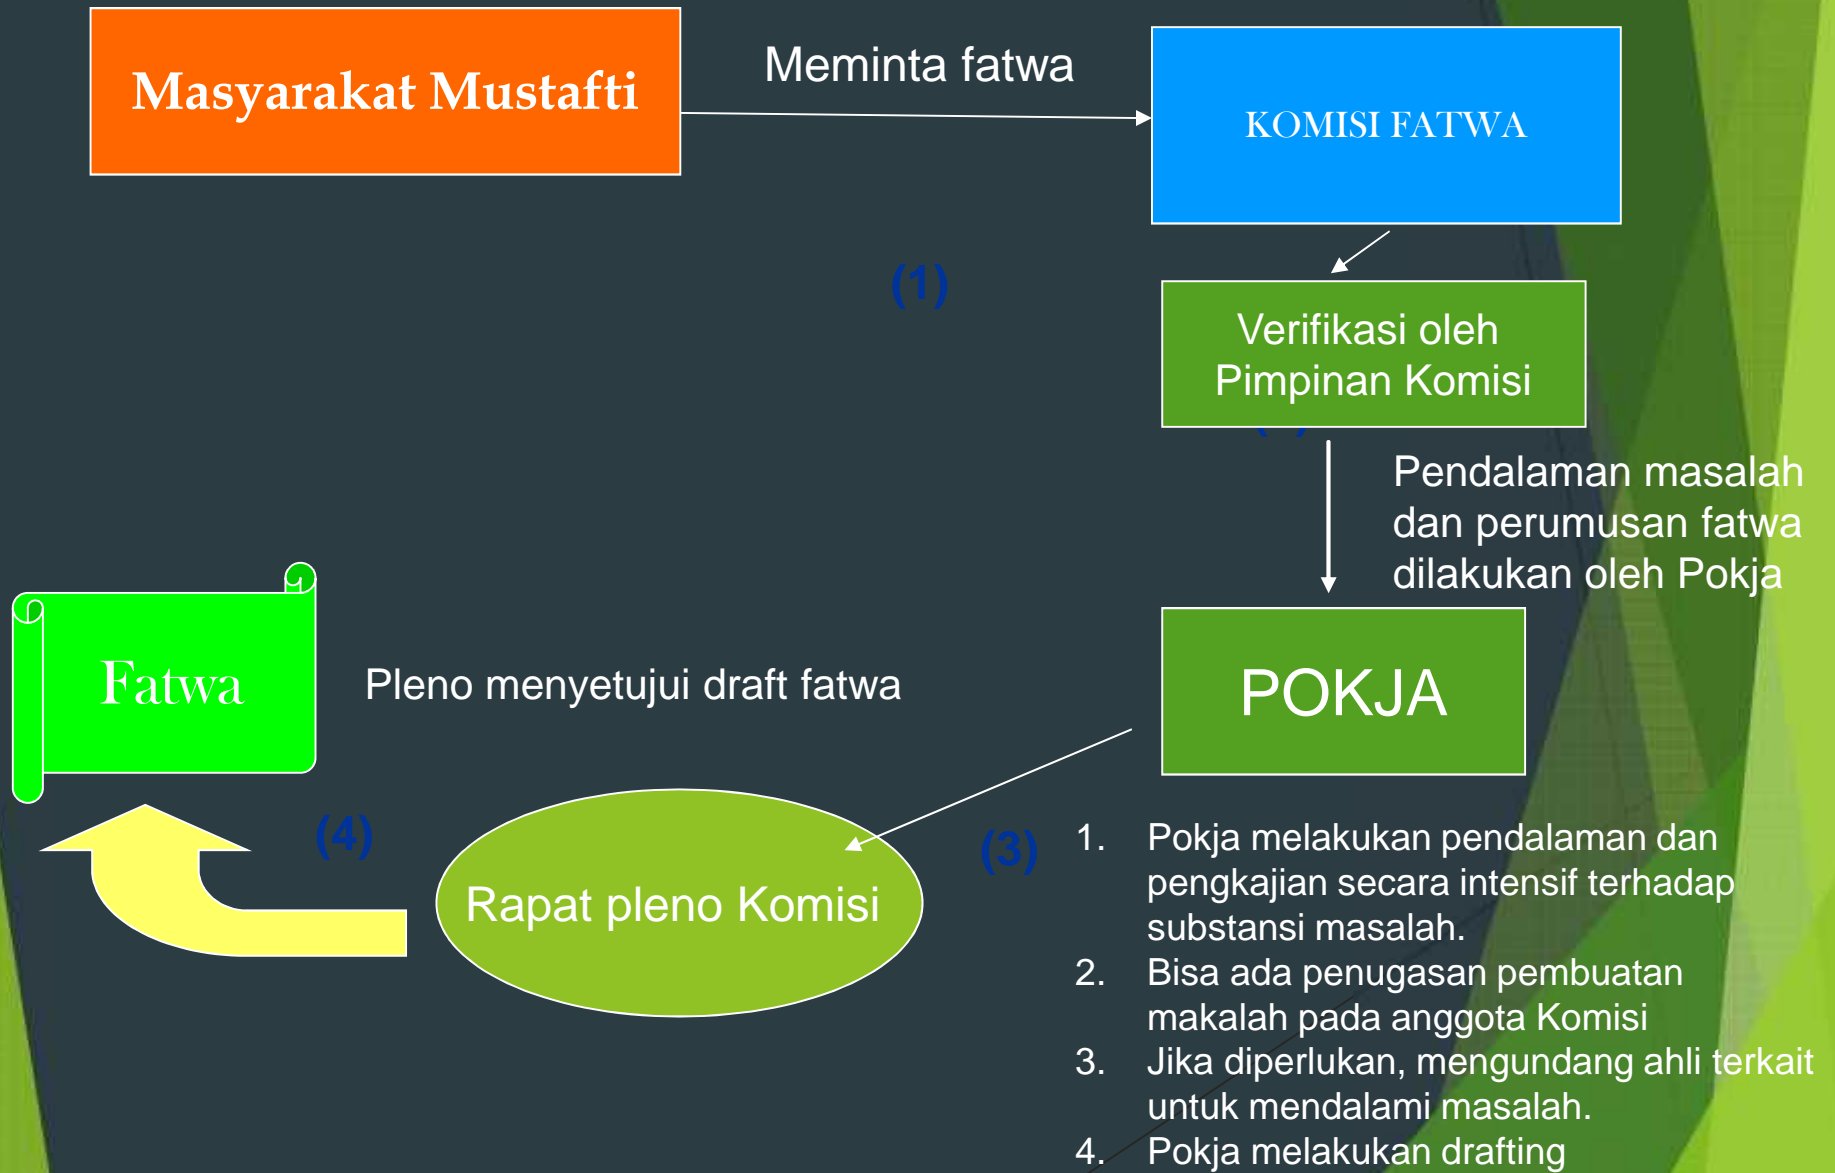 Masyarakat Mustafti
Meminta fatwa
KOMISI FATWA
(1)
Verifikasi oleh
Pimpinan Komisi
Pendalaman masalah
dan perumusan fatwa
dilakukan oleh Pokja
POKJA
Fatwa
Pleno menyetujui draft fatwa
(4)
Rapat pleno Komisi
(3)
1. Pokja melakukan pendalaman dan
pengkajian secara intensif terhadap
substansi masalah.
2. Bisa ada penugasan pembuatan
makalah pada anggota Komisi
3. Jika diperlukan, mengundang ahli terkait
untuk mendalami masalah.
4. Pokja melakukan drafting